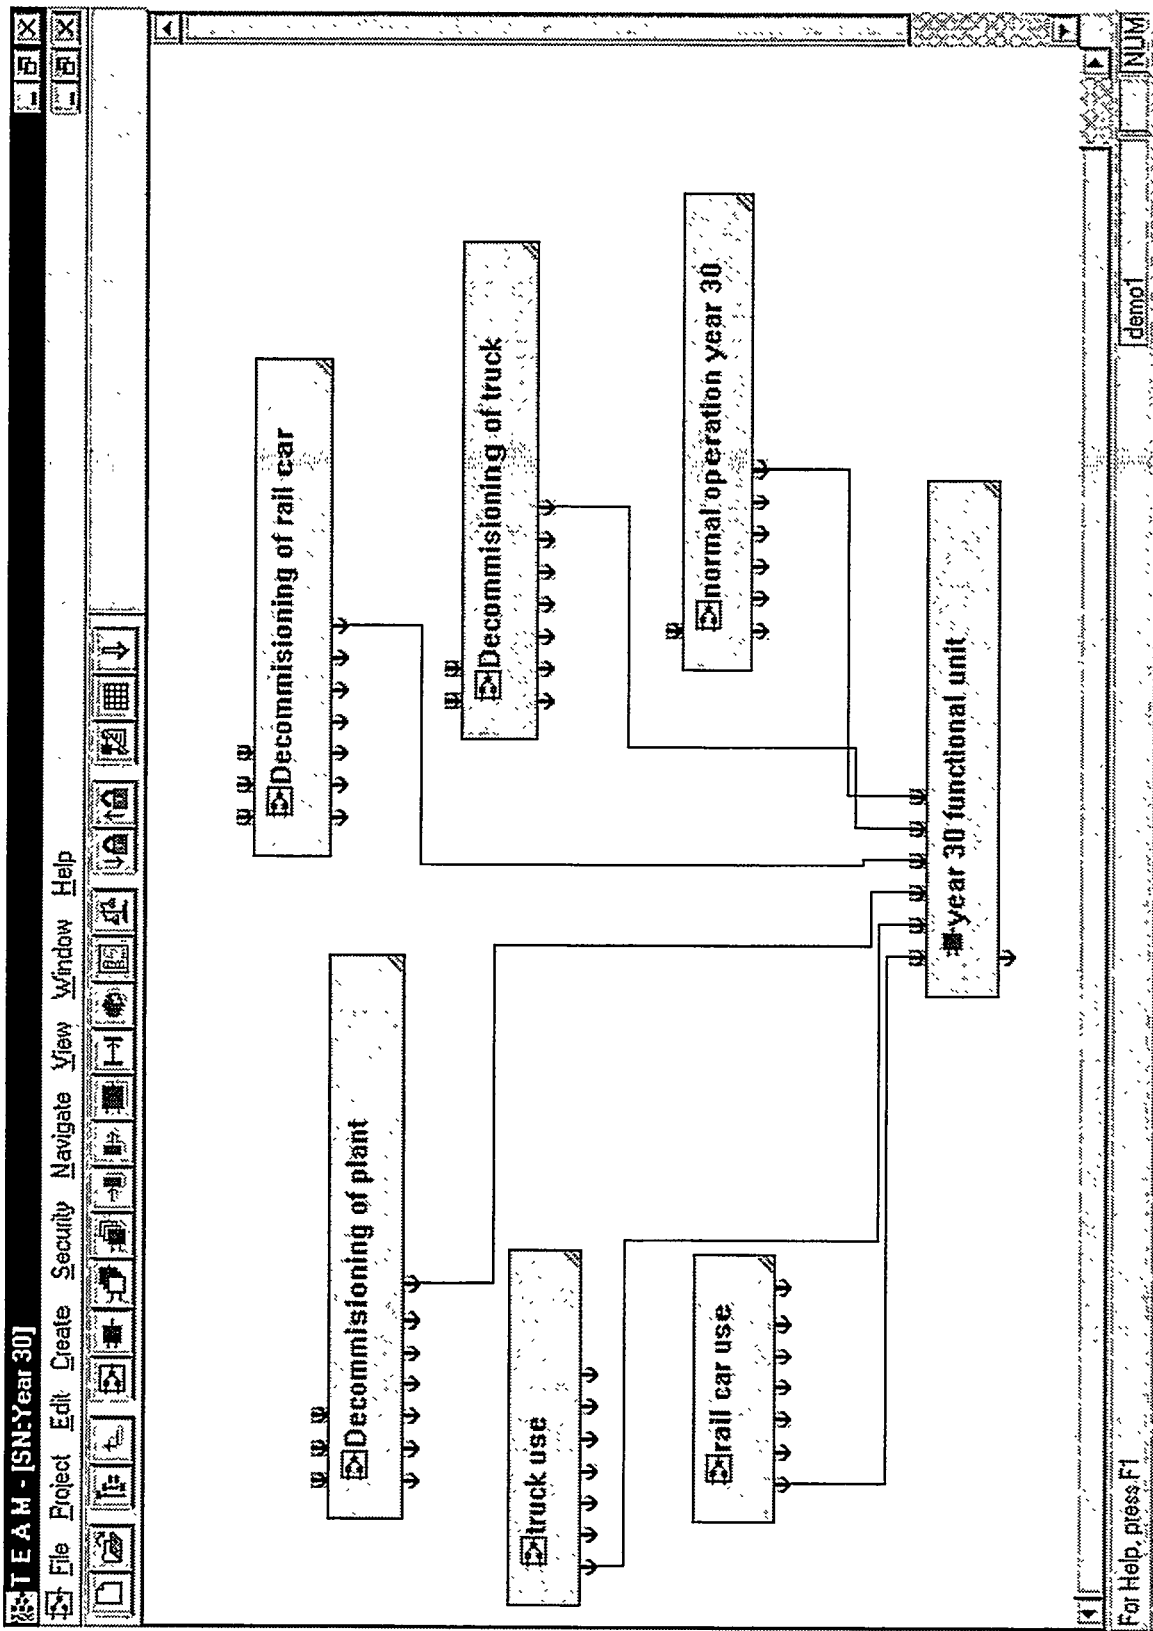 T E A M - [SN:Year 30]
File Project Edit Create Security Navigate View Window Help
Decommisioning of rail car
Decommisioning of plant
Decommisioning of truck
truck use
normal operation year 30
rail car use
year 30 functional unit
For Help, press F1
demo1
NUM